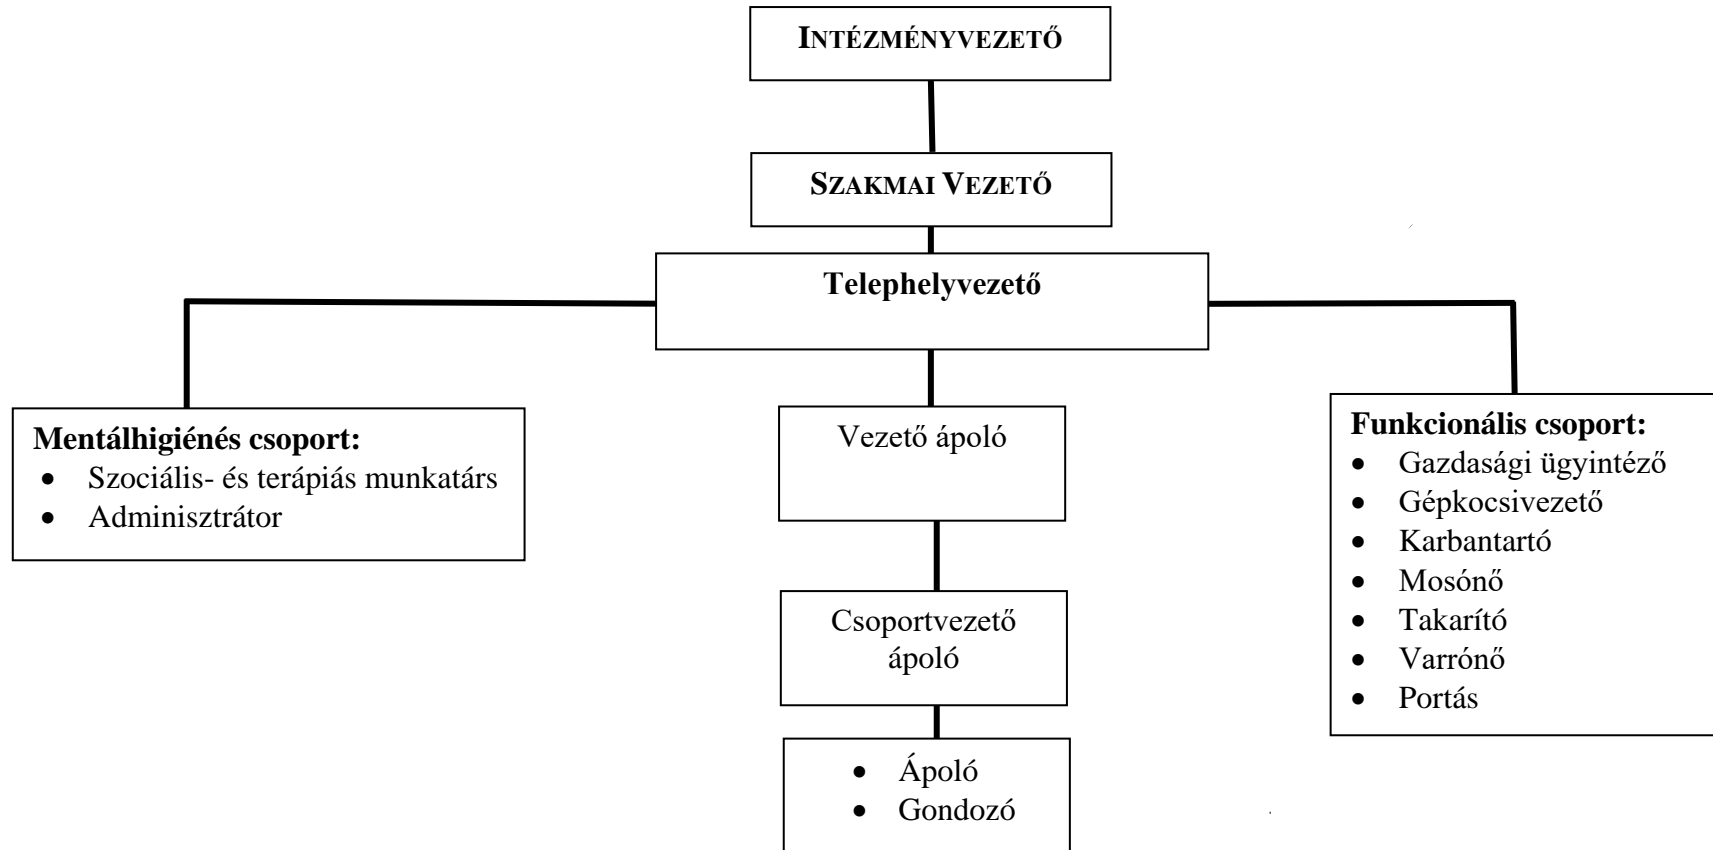 INTÉZMÉNYVEZETŐ
SZAKMAI VEZETŐ
Telephelyvezető
Mentálhigiénés csoport:
• Szociális- és terápiás munkatárs
• Adminisztrátor
Vezető ápoló
Csoportvezető
ápoló
• Ápoló
• Gondozó
Funkcionális csoport:
• Gazdasági ügyintéző
• Gépkocsivezető
• Karbantartó
• Mosónő
• Takarító
• Varrónő
• Portás